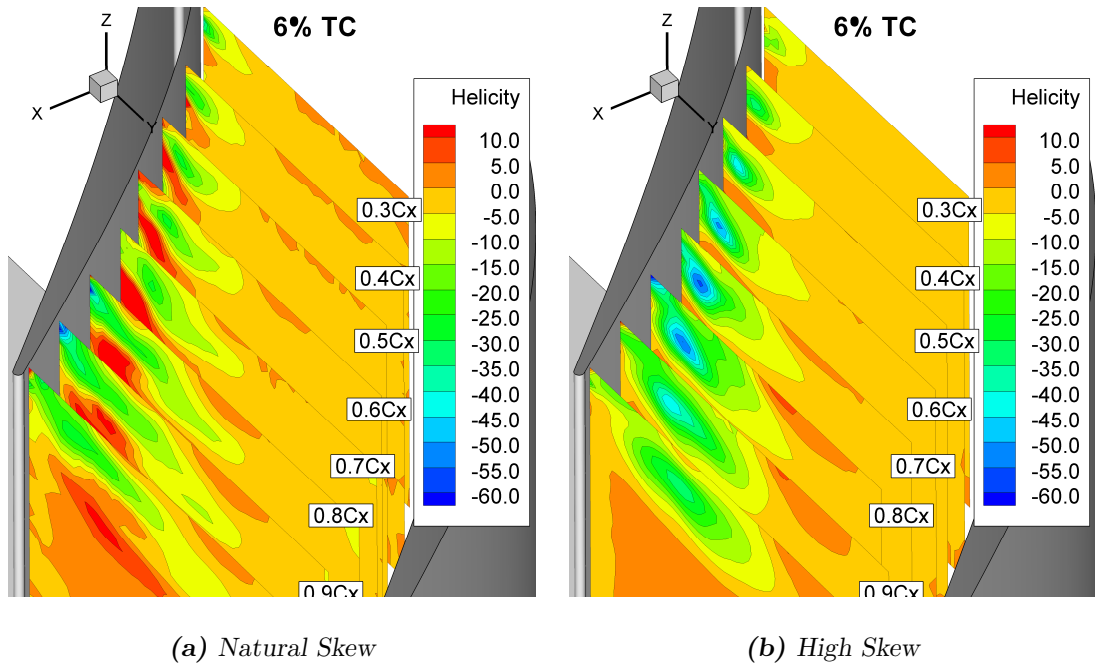 6% TC
Z
X
Y
Helicity
10.0
5.0
0.0
-5.0
-10.0
-15.0
-20.0
-25.0
-30.0
-35.0
-40.0
-45.0
-50.0
-55.0
-60.0
0.3Cx
0.4Cx
0.5Cx
0.6Cx
0.7Cx
0.8Cx
0.9Cx
(a) Natural Skew
6% TC
Z
X
Y
Helicity
10.0
5.0
0.0
-5.0
-10.0
-15.0
-20.0
-25.0
-30.0
-35.0
-40.0
-45.0
-50.0
-55.0
-60.0
0.3Cx
0.4Cx
0.5Cx
0.6Cx
0.7Cx
0.8Cx
0.9Cx
(b) High Skew